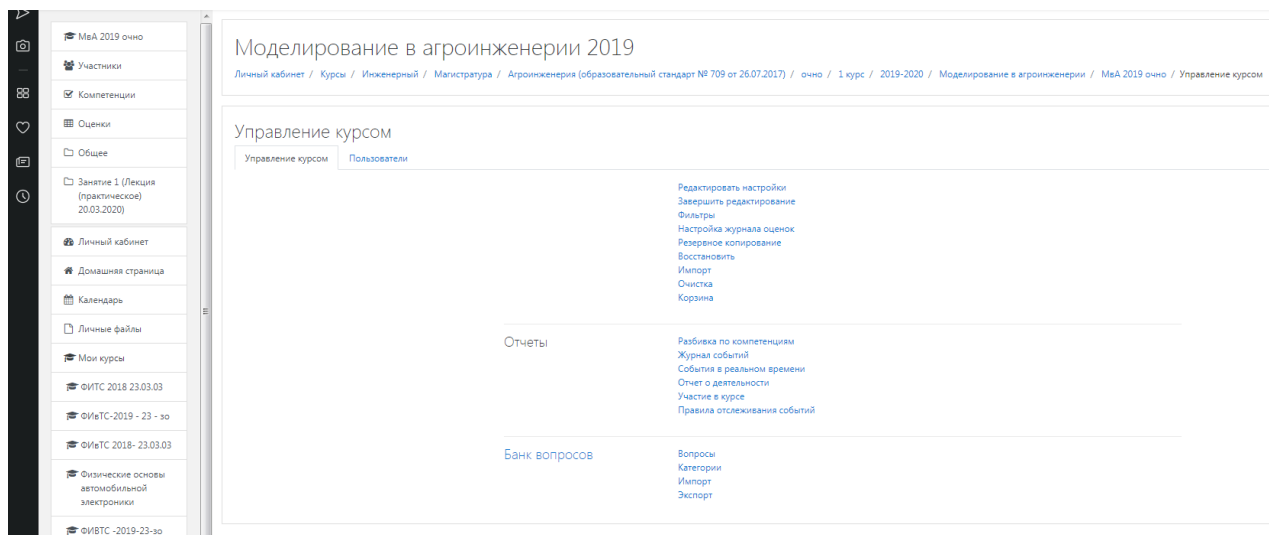 МвА 2019 очно
Участники
Компетенции
Оценки
Общее
Занятие 1 (Лекция
(практическое)
20.03.2020)
Личный кабинет
Домашняя страница
Календарь
Личные файлы
Мои курсы
ФИТС 2018 23.03.03
ФИвТС-2019 - 23 - зо
ФИвТС 2018- 23.03.03
Физические основы
автомобильной
электроники
ФИВТС -2019-23-зо
Моделирование в агроинженерии 2019
Личный кабинет / Курсы / Инженерный / Магистратура / Агроинженерия (образовательный стандарт № 709 от 26.07.2017) / очно / 1 курс / 2019-2020 / Моделирование в агроинженерии / МвА 2019 очно / Управление курсом
Управление курсом
Управление курсом Пользователи
Редактировать настройки
Завершить редактирование
Фильтры
Настройка журнала оценок
Резервное копирование
Восстановить
Импорт
Очистка
Корзина
Отчеты
Разбивка по компетенциям
Журнал событий
События в реальном времени
Отчет о деятельности
Участие в курсе
Правила отслеживания событий
Банк вопросов
Вопросы
Категории
Импорт
Экспорт